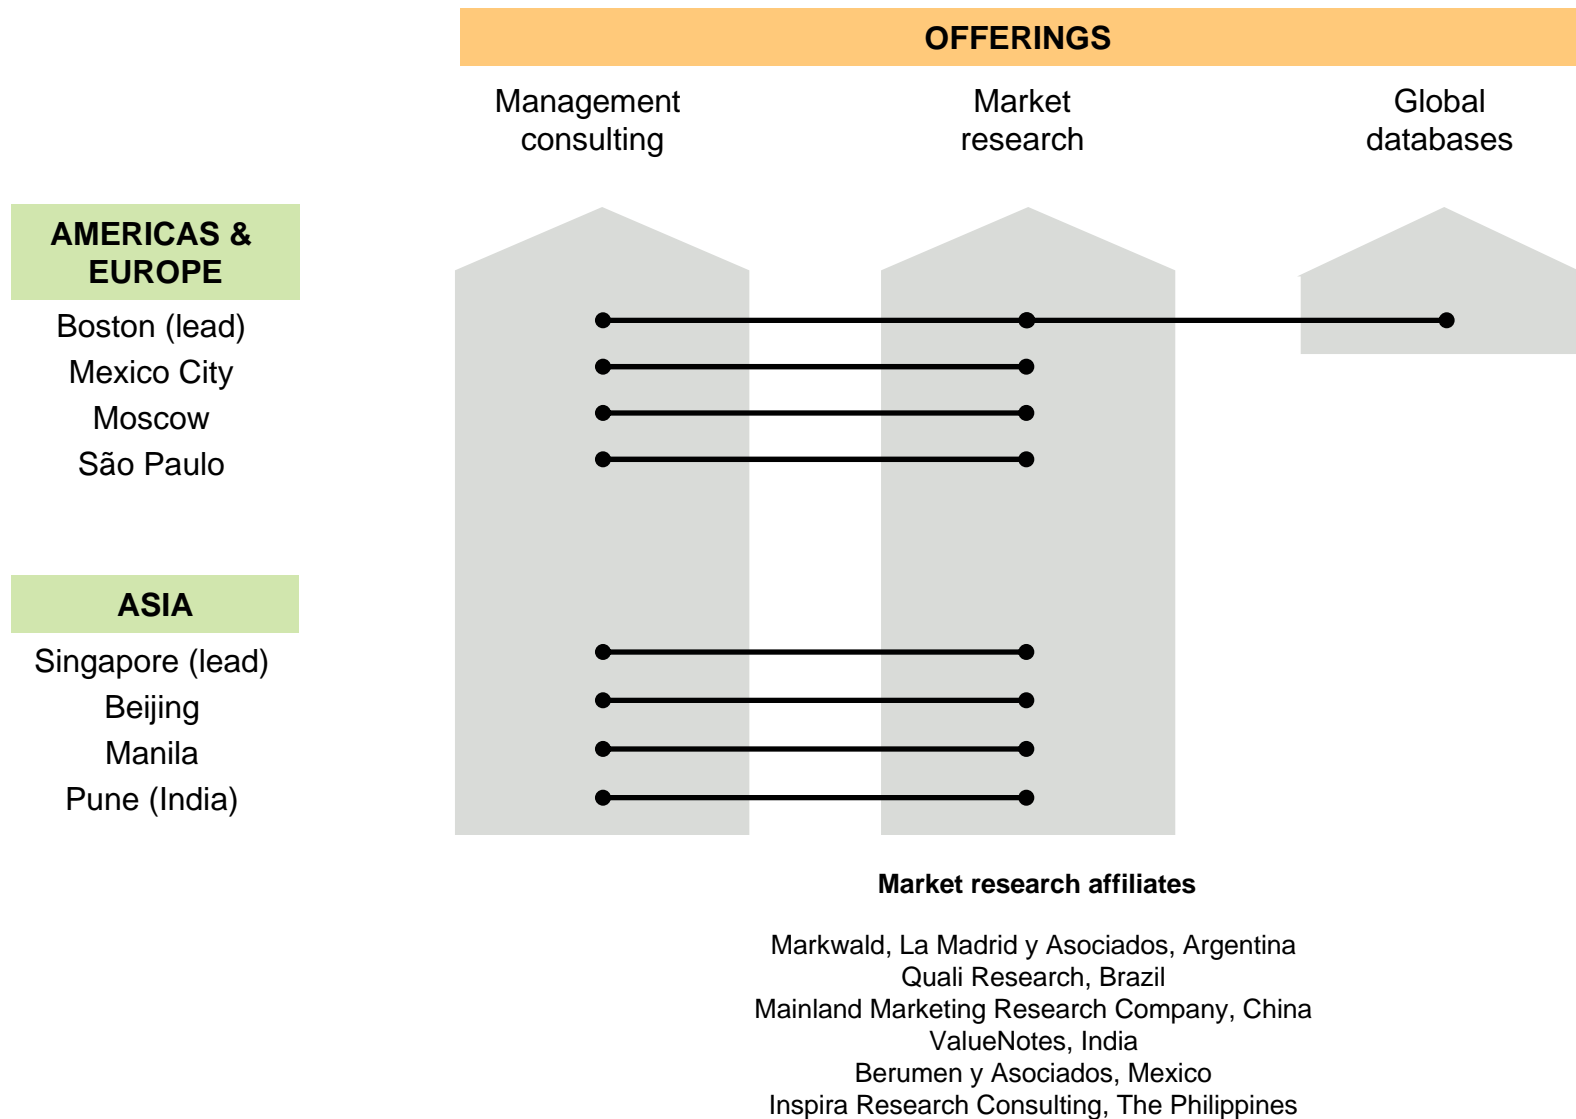 OFFERINGS
Management
consulting
Market
research
Global
databases
AMERICAS &
EUROPE
Boston (lead)
Mexico City
Moscow
São Paulo
ASIA
Singapore (lead)
Beijing
Manila
Pune (India)
Market research affiliates
Markwald, La Madrid y Asociados, Argentina
Quali Research, Brazil
Mainland Marketing Research Company, China
ValueNotes, India
Berumen y Asociados, Mexico
Inspira Research Consulting, The Philippines